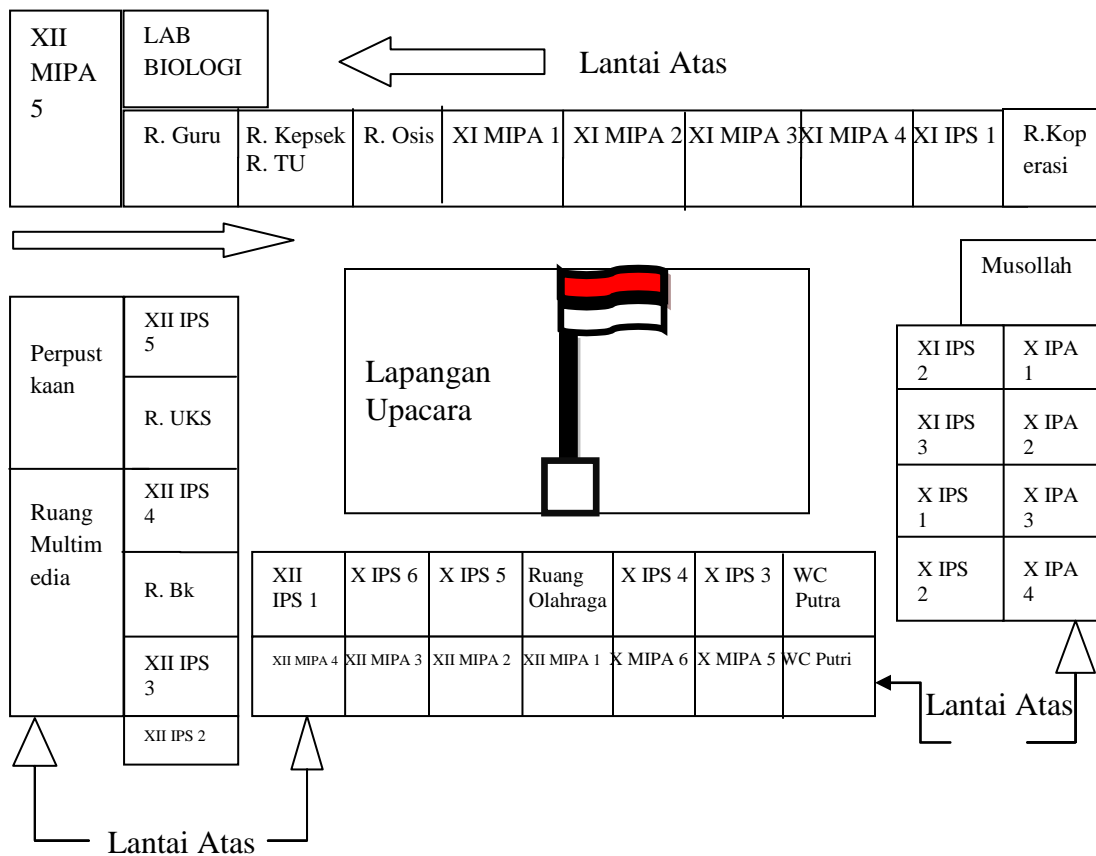 XII
MIPA
5
LAB
BIOLOGI
Lantai Atas
R. Guru
R. Kepsek
R. TU
R. Osis
XI MIPA 1
XI MIPA 2
XI MIPA 3
XI MIPA 4
XI IPS 1
R.Kop
erasi
Musollah
Perpust
kaan
Ruang
Multim
edia
XII IPS
5
R. UKS
XII IPS
4
R. Bk
XII IPS
3
XII IPS 2
Lapangan
Upacara
XI IPS
2
X IPA
1
XI IPS
3
X IPA
2
X IPS
1
X IPA
3
X IPS
2
X IPA
4
XII
IPS 1
X IPS 6
X IPS 5
Ruang
Olahraga
X IPS 4
X IPS 3
WC
Putra
XII MIPA 4
XII MIPA 3
XII MIPA 2
XII MIPA 1
X MIPA 6
X MIPA 5
WC Putri
Lantai Atas
Lantai Atas